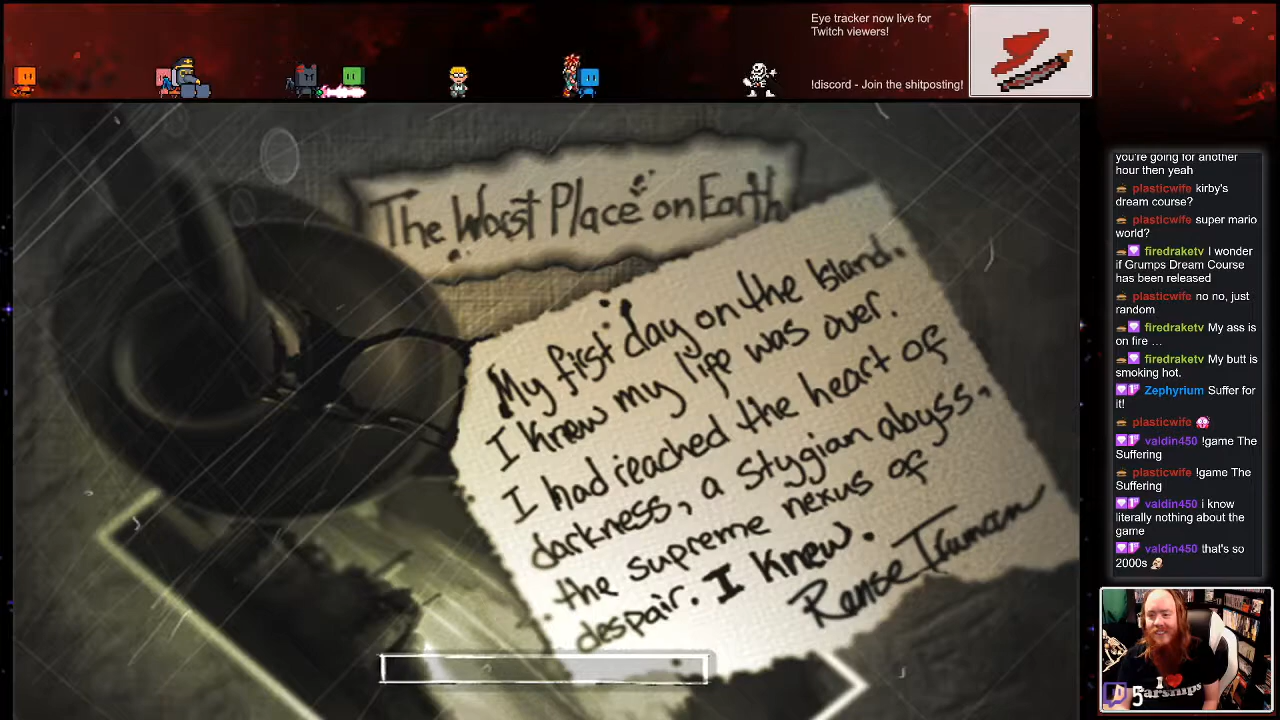 Eye tracker now live for
Twitch viewers!
!discord - Join the shitposting!
The Worst Place on Earth
My first day on the Island.
I knew my life was over.
I had reached the heart of
darkness, a Stygian abyss.
the supreme nexus of
despair. I knew.
Ranse Truman
you're going for another
hour then yeah
plasticwife kirby's
dream course?
plasticwife super mario
world?
firedraketv I wonder
if Grumps Dream Course
has been released
plasticwife no no, just
random
firedraketv My ass is
on fire ...
firedraketv My butt is
smoking hot.
Zephyrium Suffer for
it!
plasticwife
valdin450 !game The
Suffering
plasticwife !game The
Suffering
valdin450 i know
literally nothing about the
game
valdin450 that's so
2000s
I
starships
5